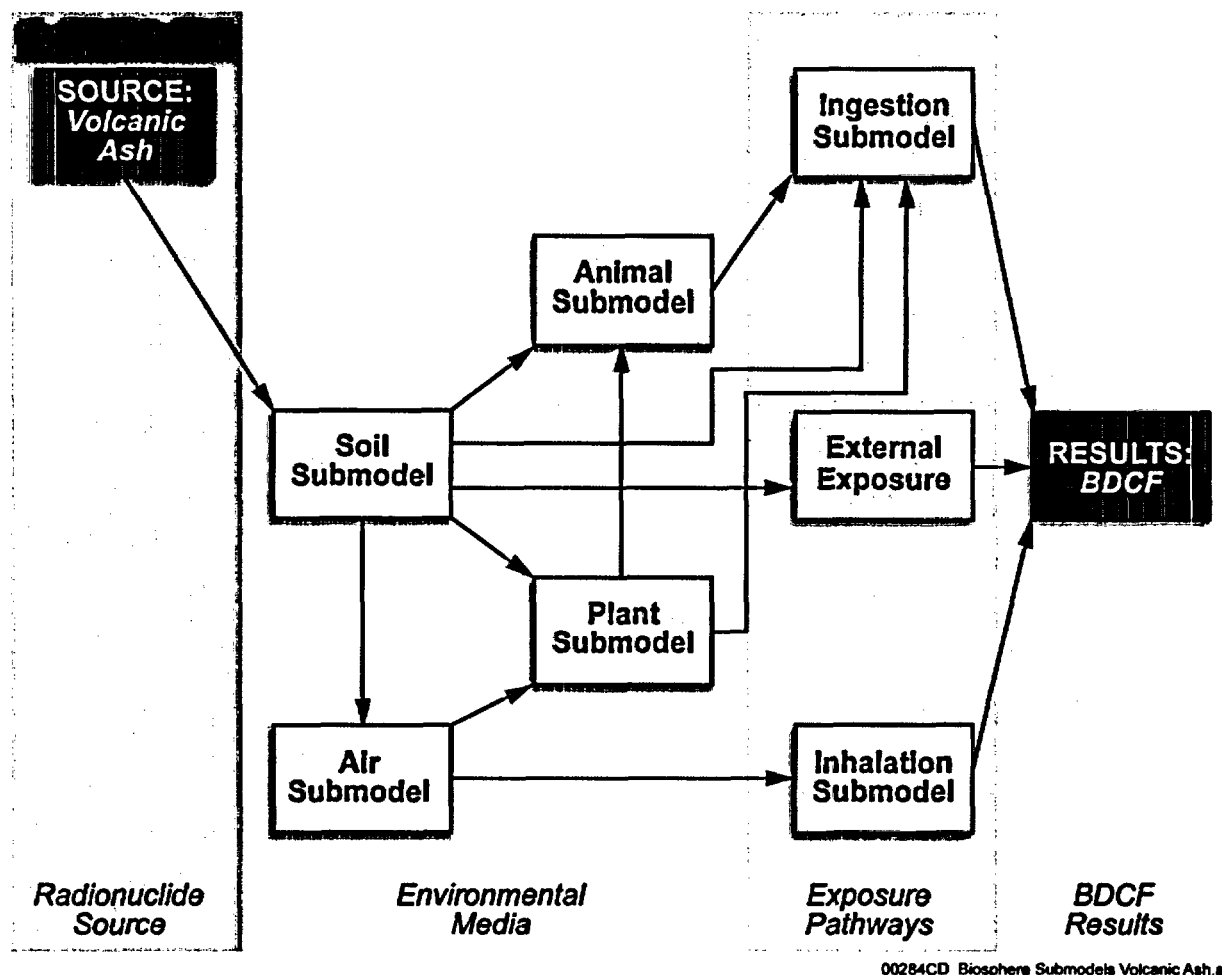 SOURCE:
Volcanic
Ash
Ingestion
Submodel
Animal
Submodel
Soil
Submodel
External
Exposure
RESULTS:
BDCF
Plant
Submodel
Air
Submodel
Inhalation
Submodel
Radionuclide
Source
Environmental
Media
Exposure
Pathways
BDCF
Results
00284CD Biosphere Submodels Volcanic Ash.a